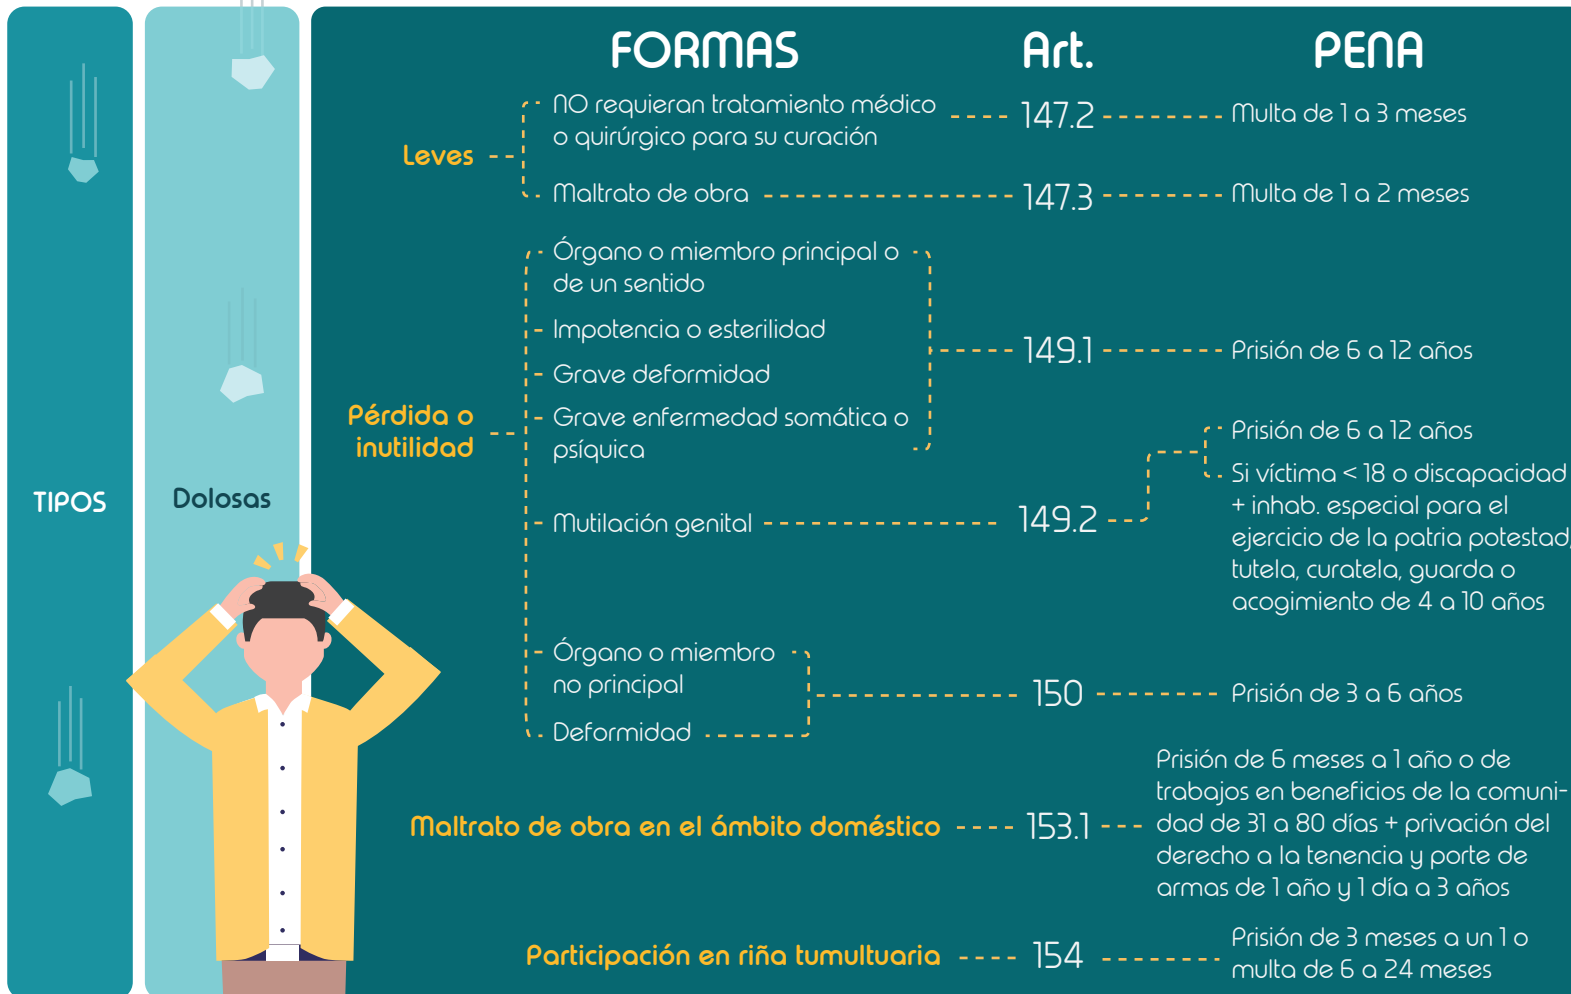 TIPOS
Dolosas
FORMAS
Art.
PENA
Leves
NO requieran tratamiento médico
o quirúrgico para su curación
147.2
Multa de 1 a 3 meses
Maltrato de obra
147.3
Multa de 1 a 2 meses
Pérdida o
inutilidad
Órgano o miembro principal o
de un sentido
Impotencia o esterilidad
Grave deformidad
Grave enfermedad somática o
psíquica
149.1
Prisión de 6 a 12 años
Mutilación genital
149.2
Prisión de 6 a 12 años
Si víctima < 18 o discapacidad
+ inhab. especial para el
ejercicio de la patria potestad,
tutela, curatela, guarda o
acogimiento de 4 a 10 años
Órgano o miembro
no principal
Deformidad
150
Prisión de 3 a 6 años
Maltrato de obra en el ámbito doméstico
153.1
Prisión de 6 meses a 1 año o de
trabajos en beneficios de la comuni-
dad de 31 a 80 días + privación del
derecho a la tenencia y porte de
armas de 1 año y 1 día a 3 años
Participación en riña tumultuaria
154
Prisión de 3 meses a un 1 o
multa de 6 a 24 meses